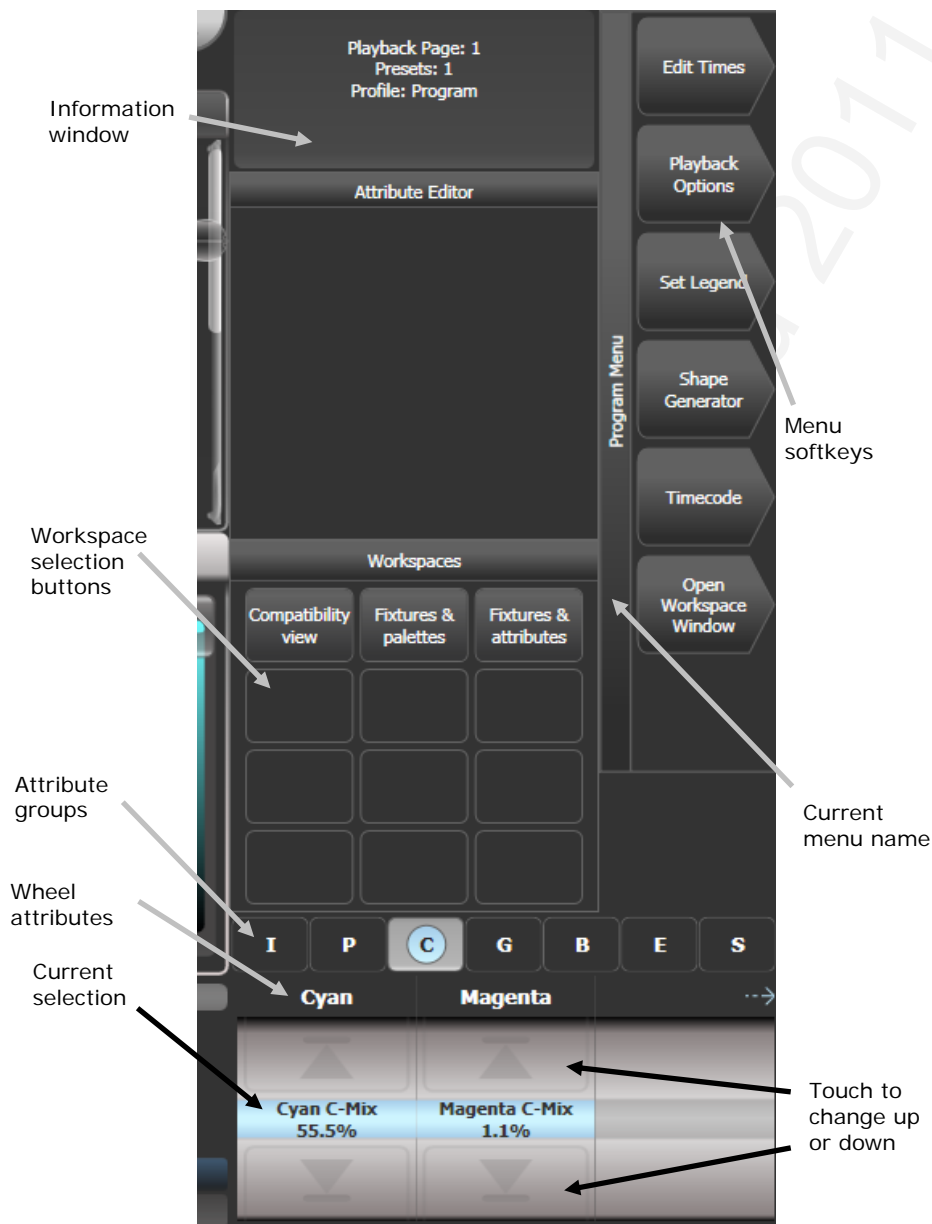 Playback Page: 1
Presets: 1
Profile: Program
Edit Times
Information
window
Playback
Options
Attribute Editor
Set Legend
Program Menu
Shape
Generator
Menu
softkeys
Timecode
Workspace
selection
buttons
Workspaces
Open
Workspace
Window
Compatibility
view
Fixtures &
palettes
Fixtures &
attributes
Attribute
groups
Current
menu name
Wheel
attributes
I P C G B E S
Current
selection
Cyan Magenta
Cyan C-Mix
55.5%
Magenta C-Mix
1.1%
Touch to
change up
or down
2011